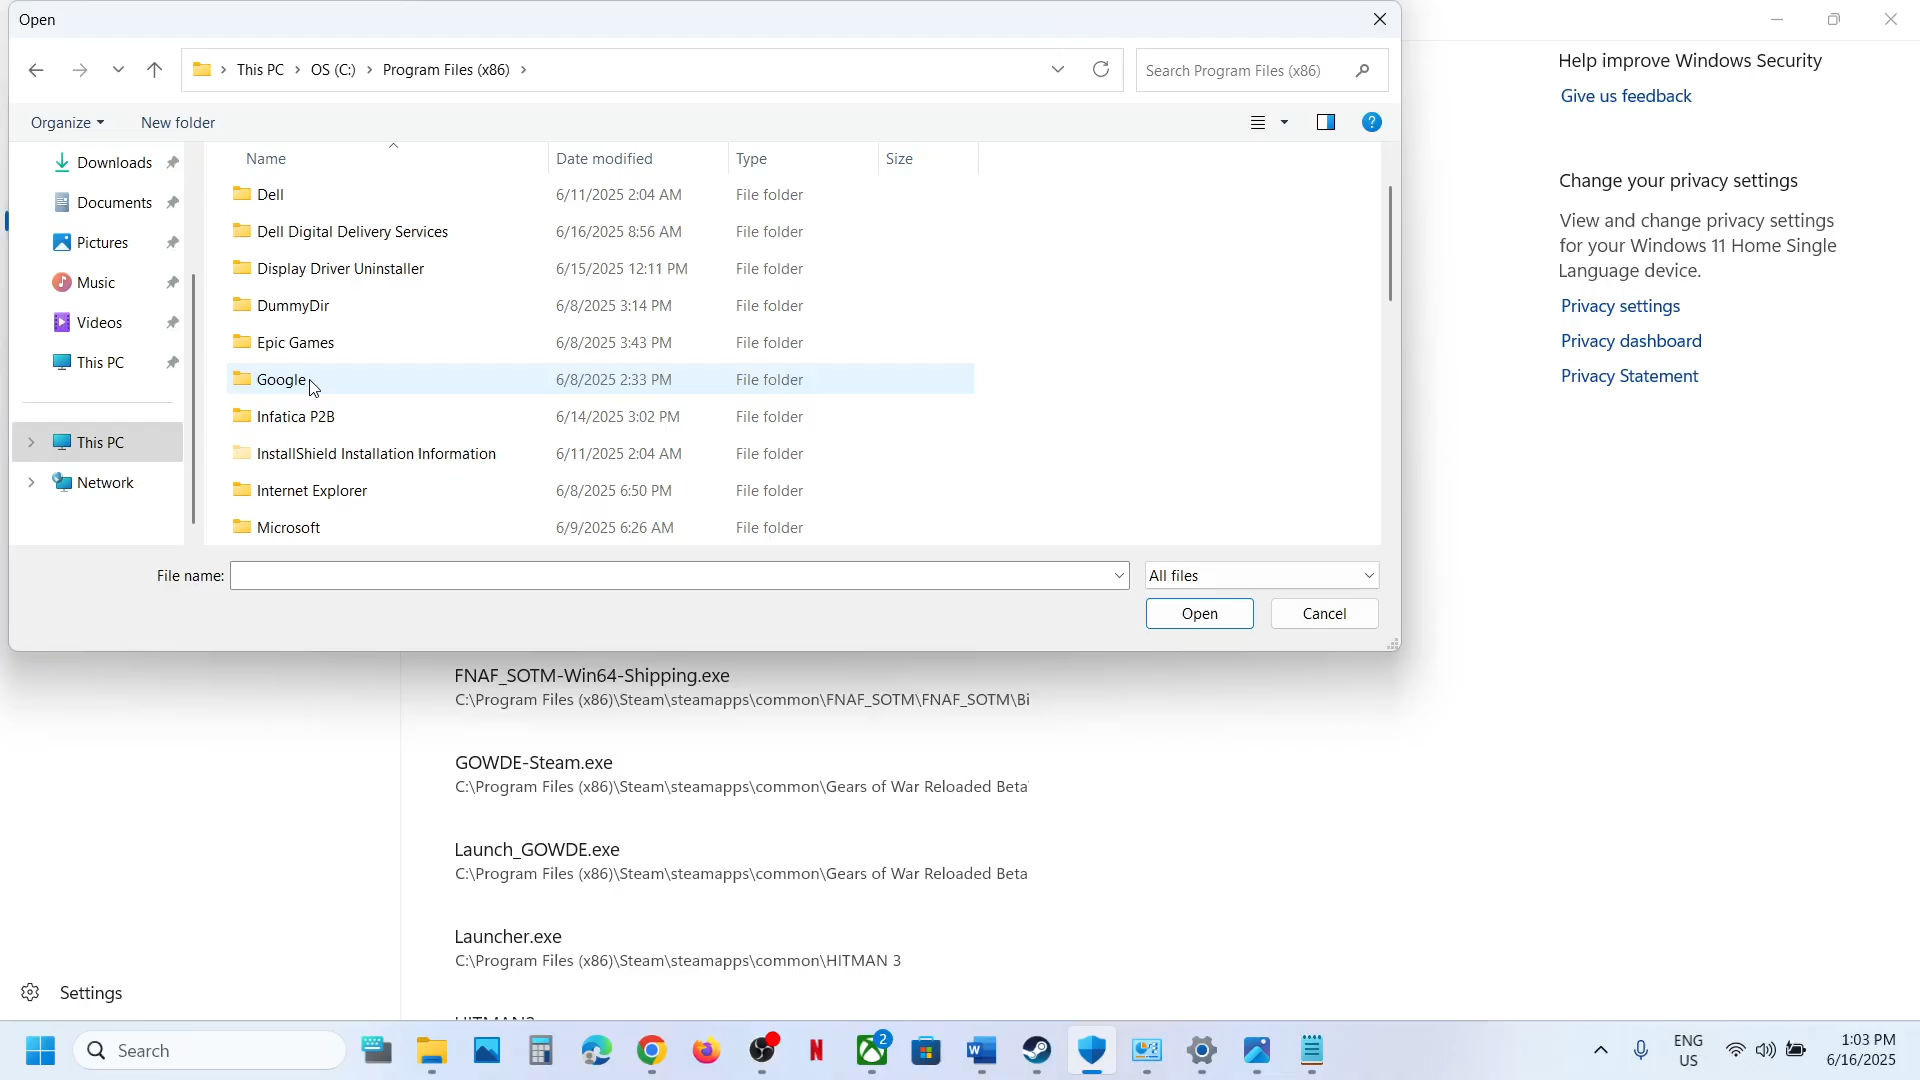 Open
This PC > OS (C:) > Program Files (x86) >
Search Program Files (x86)
Organize
New folder
Downloads
Documents
Pictures
Music
Videos
This PC
This PC
Network
Name Date modified Type Size
Dell 6/11/2025 2:04 AM File folder
Dell Digital Delivery Services 6/16/2025 8:56 AM File folder
Display Driver Uninstaller 6/15/2025 12:11 PM File folder
DummyDir 6/8/2025 3:14 PM File folder
Epic Games 6/8/2025 3:43 PM File folder
Google 6/8/2025 2:33 PM File folder
Infatica P2B 6/14/2025 3:02 PM File folder
InstallShield Installation Information 6/11/2025 2:04 AM File folder
Internet Explorer 6/8/2025 6:50 PM File folder
Microsoft 6/9/2025 6:26 AM File folder
File name:
All files
Open
Cancel
Help improve Windows Security
Give us feedback
Change your privacy settings
View and change privacy settings
for your Windows 11 Home Single
Language device.
Privacy settings
Privacy dashboard
Privacy Statement
FNAF_SOTM-Win64-Shipping.exe
C:\Program Files (x86)\Steam\steamapps\common\FNAF_SOTM\FNAF_SOTM\Bi
GOWDE-Steam.exe
C:\Program Files (x86)\Steam\steamapps\common\Gears of War Reloaded Beta
Launch_GOWDE.exe
C:\Program Files (x86)\Steam\steamapps\common\Gears of War Reloaded Beta
Launcher.exe
C:\Program Files (x86)\Steam\steamapps\common\HITMAN 3
Settings
Search
2
ENG
US
1:03 PM
6/16/2025